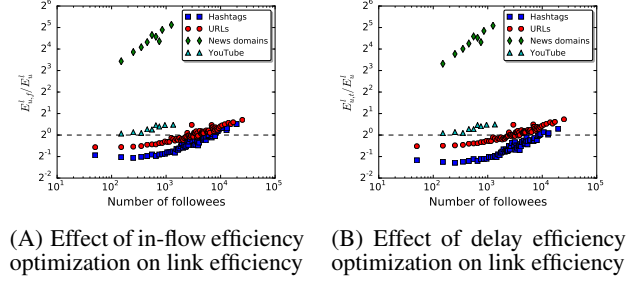 2^6
2^5
2^4
2^3
2^2
2^1
2^0
2^-1
2^-2
E^l_{u,f}/E^l_u
Hashtags
URLs
News domains
YouTube
10^1 10^2 10^3 10^4 10^5
Number of followees
2^6
2^5
2^4
2^3
2^2
2^1
2^0
2^-1
2^-2
E^l_{u,t}/E^l_u
Hashtags
URLs
News domains
YouTube
10^1 10^2 10^3 10^4 10^5
Number of followees
(A) Effect of in-flow efficiency
optimization on link efficiency
(B) Effect of delay efficiency
optimization on link efficiency